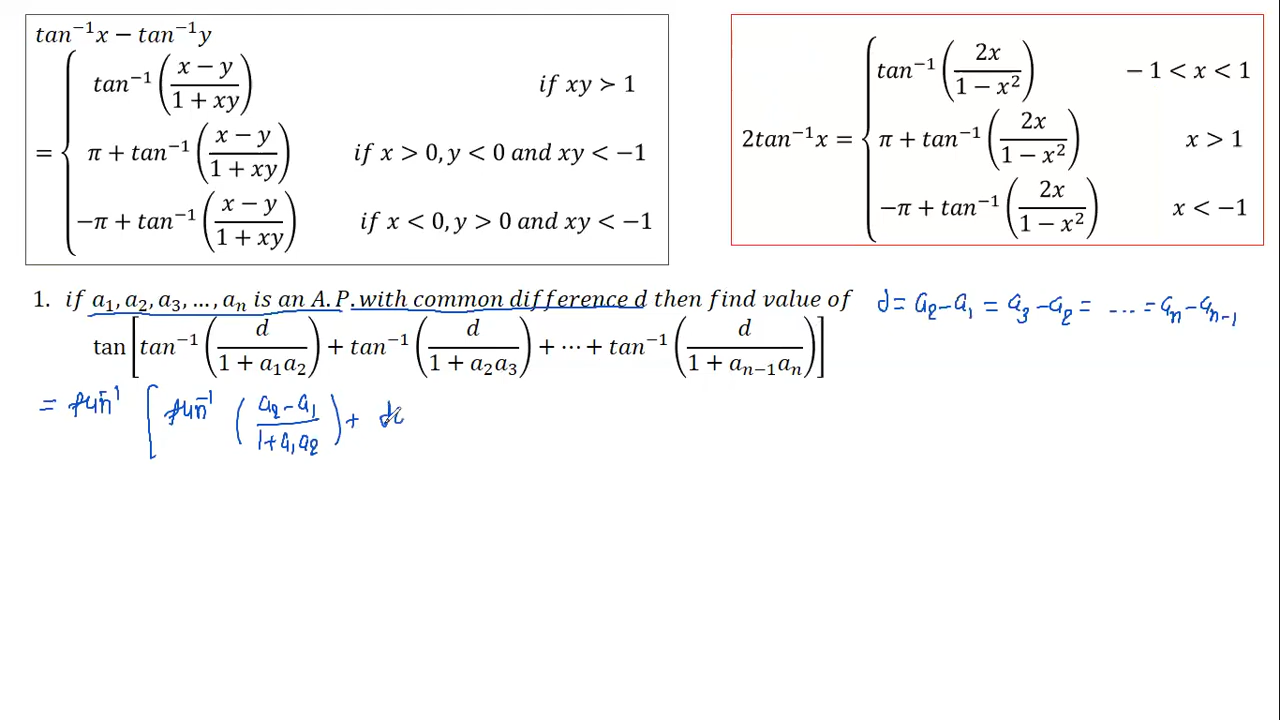 tan⁻¹x − tan⁻¹y
= { tan⁻¹((x − y)/(1 + xy)) if xy ≻ 1
π + tan⁻¹((x − y)/(1 + xy)) if x > 0, y < 0 and xy < −1
−π + tan⁻¹((x − y)/(1 + xy)) if x < 0, y > 0 and xy < −1
2tan⁻¹x = { tan⁻¹(2x/(1 − x²)) − 1 < x < 1
π + tan⁻¹(2x/(1 − x²)) x > 1
−π + tan⁻¹(2x/(1 − x²)) x < −1
1. if a₁, a₂, a₃, …, aₙ is an A.P. with common difference d then find value of
d = a₂ − a₁ = a₃ − a₂ = ... = aₙ − aₙ₋₁
tan [tan⁻¹(d/(1 + a₁a₂)) + tan⁻¹(d/(1 + a₂a₃)) + ⋯ + tan⁻¹(d/(1 + aₙ₋₁aₙ))]
= tan⁻¹ [ tan⁻¹ ((a₂ − a₁)/(1 + a₁a₂)) +